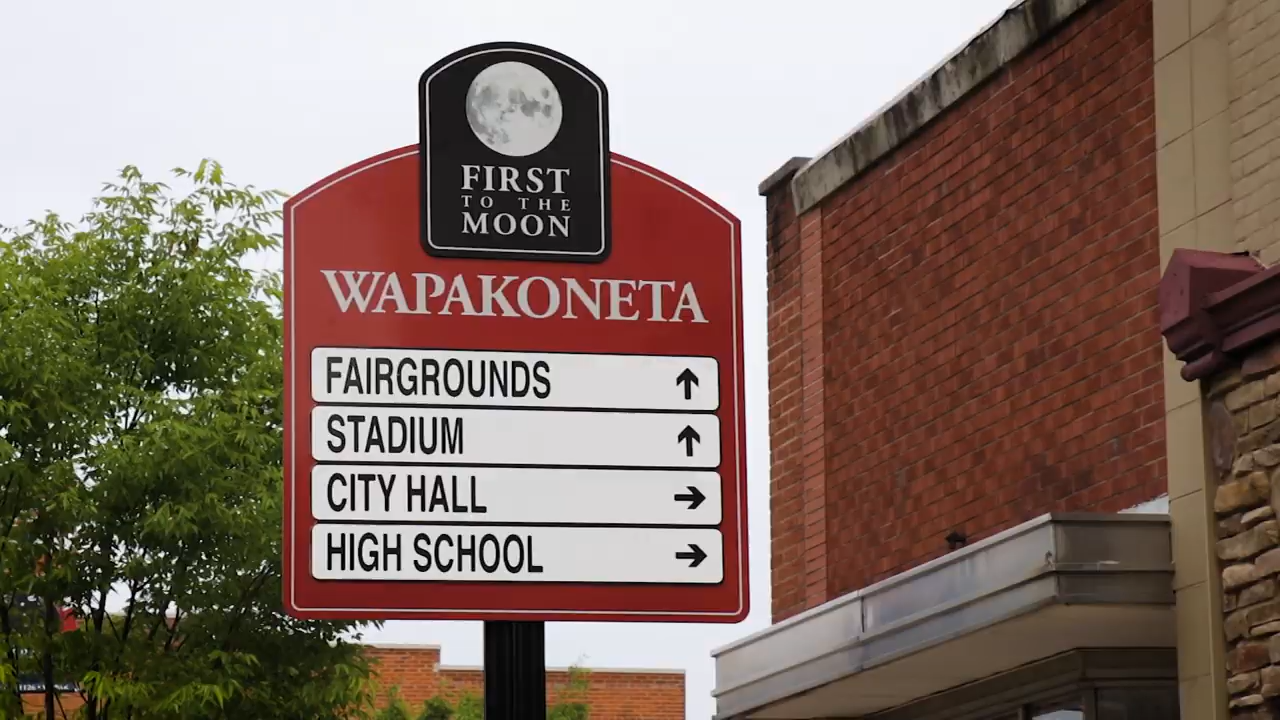 FIRST
TO THE
MOON
WAPAKONETA
FAIRGROUNDS ↑
STADIUM ↑
CITY HALL →
HIGH SCHOOL →